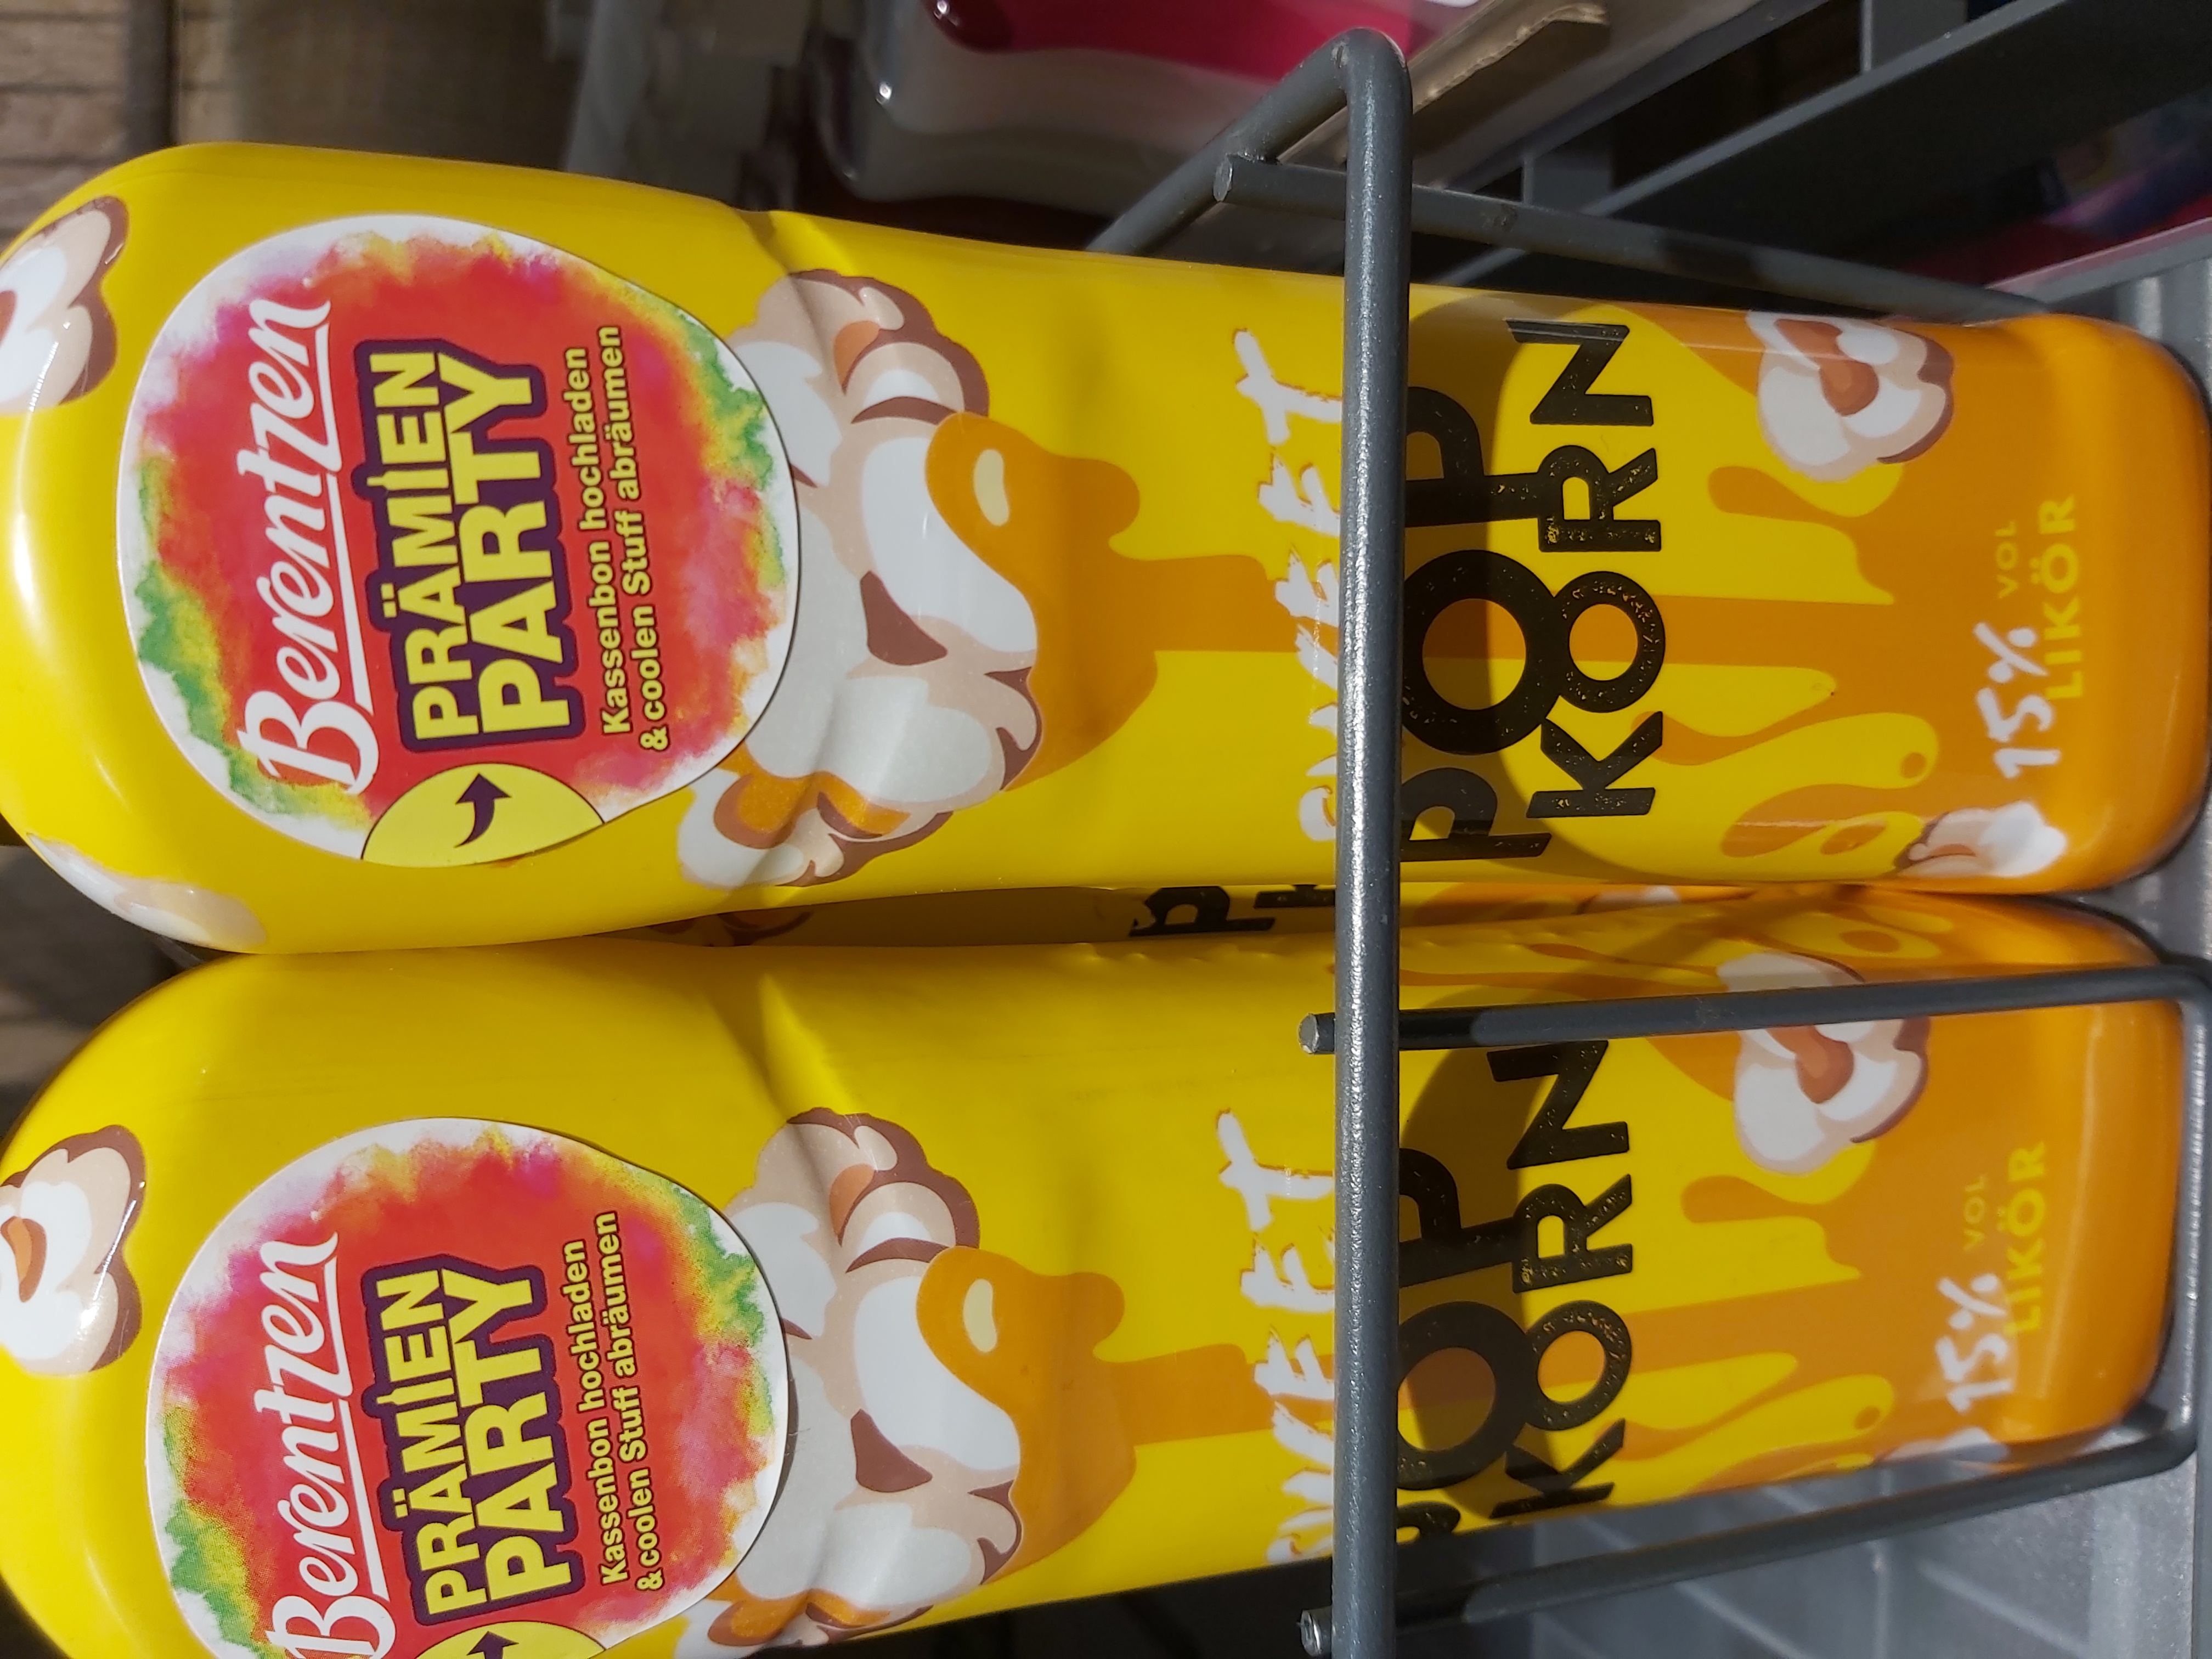 Berentzen
PRÄMIEN
PARTY
Kassenbon hochladen
& coolen Stuff abräumen
SWEET
POP
KORN
15% VOL
LIKÖR
Berentzen
PRÄMIEN
PARTY
Kassenbon hochladen
& coolen Stuff abräumen
SWEET
POP
KORN
15% VOL
LIKÖR